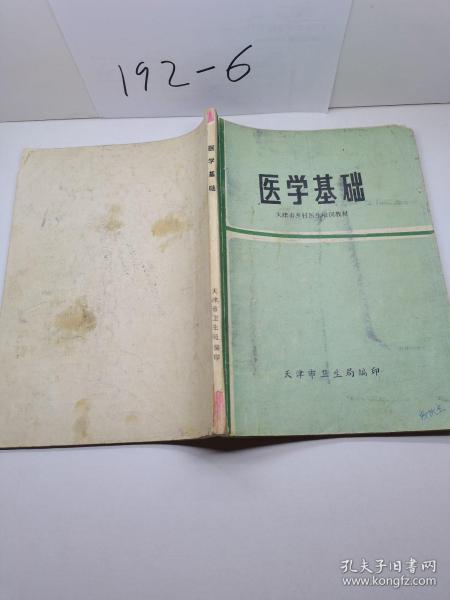 192-6
医学基础
天津市卫生局编印
医学基础
天津市乡村医生培训教材
天津市卫生局编印
孔夫子旧书网
www.kongfz.com